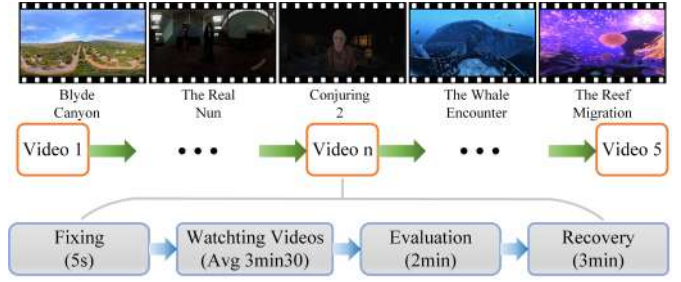 Blyde
Canyon
The Real
Nun
Conjuring
2
The Whale
Encounter
The Reef
Migration
Video 1
• • •
Video n
• • •
Video 5
Fixing
(5s)
Watchting Videos
(Avg 3min30)
Evaluation
(2min)
Recovery
(3min)